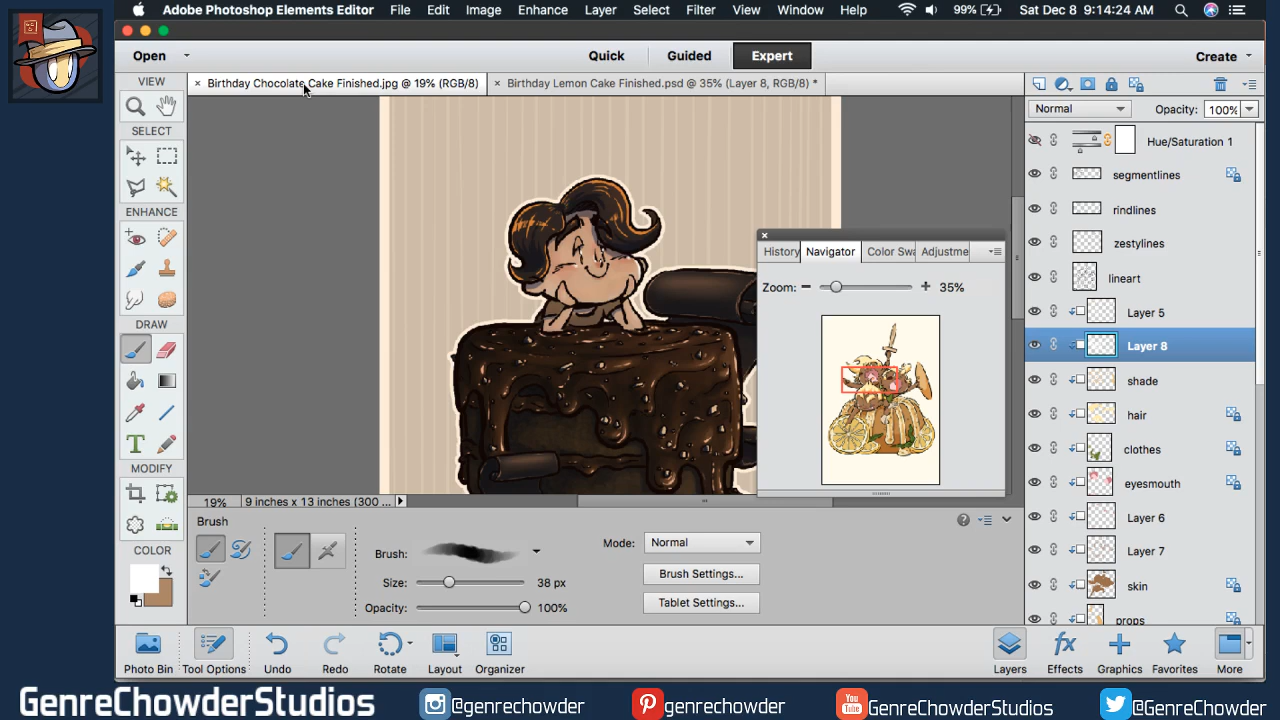 Adobe Photoshop Elements Editor File Edit Image Enhance Layer Select Filter View Window Help 99% Sat Dec 8 9:14:24 AM
Open Quick Guided Expert Create
VIEW × Birthday Chocolate Cake Finished.jpg @ 19% (RGB/8) × Birthday Lemon Cake Finished.psd @ 35% (Layer 8, RGB/8) *
Normal Opacity: 100%
SELECT
Hue/Saturation 1
segmentlines
ENHANCE
rindlines
History Navigator Color Swa Adjustme
zestylines
Zoom: 35%
lineart
DRAW
Layer 5
Layer 8
shade
hair
T
clothes
MODIFY
eyesmouth
19% 9 inches x 13 inches (300 ...
Layer 6
Brush
COLOR
Layer 7
Brush: Mode: Normal
Size: 38 px Brush Settings...
skin
Opacity: 100% Tablet Settings...
props
fx
Photo Bin Tool Options Undo Redo Rotate Layout Organizer Layers Effects Graphics Favorites More
GenreChowderStudios @genrechowder genrechowder GenreChowderStudios @GenreChowder